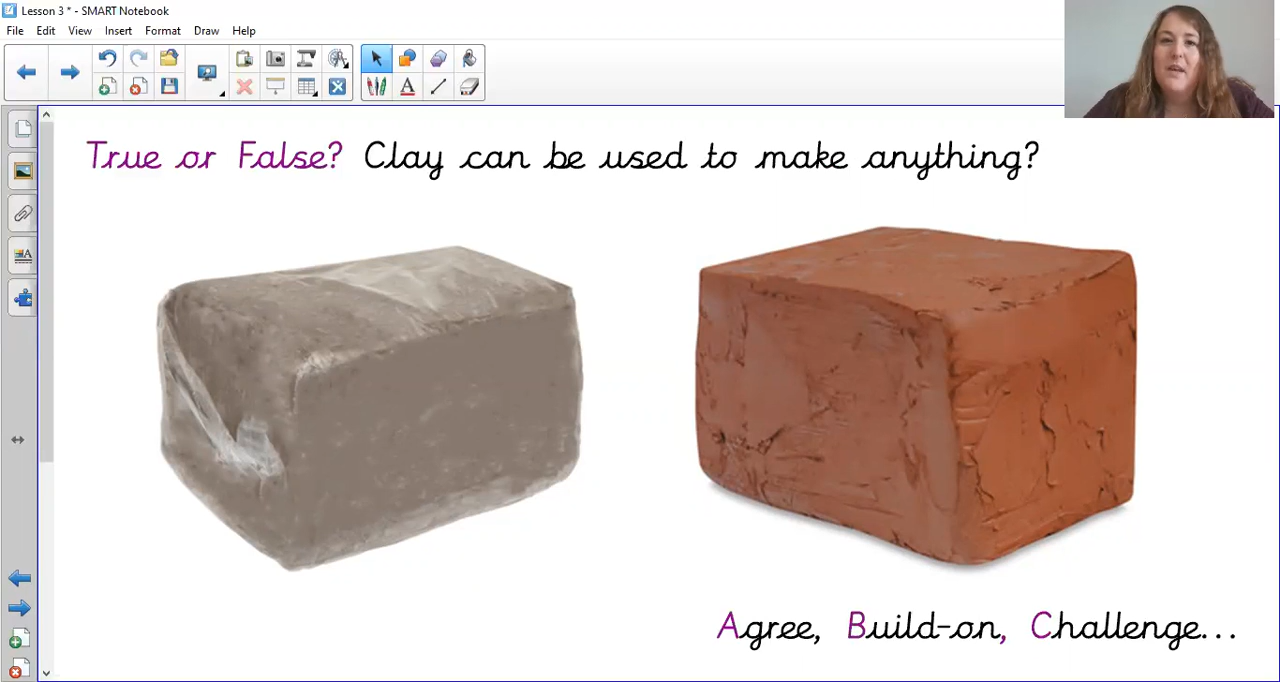 Lesson 3 * - SMART Notebook
File Edit View Insert Format Draw Help
True or False? Clay can be used to make anything?
Agree, Build-on, Challenge...